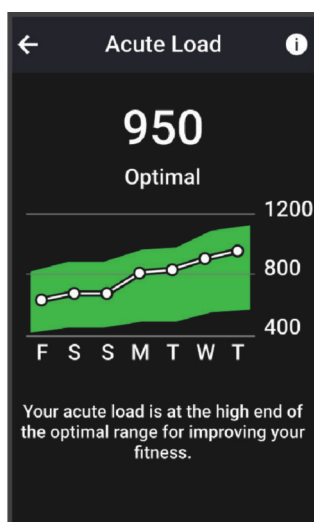 Acute Load
950
Optimal
1200
800
400
F S S M T W T
Your acute load is at the high end of
the optimal range for improving your
fitness.